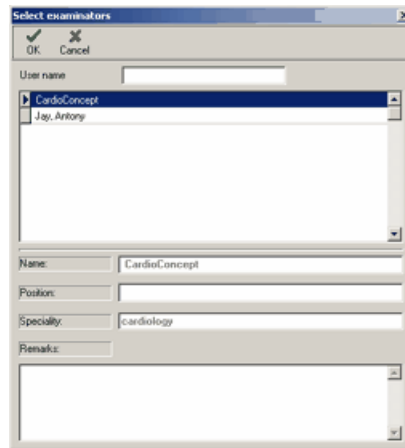 Select examinators
OK Cancel
User name
CardioConcept
Jay, Antony
Name: CardioConcept
Position:
Speciality: cardiology
Remarks: